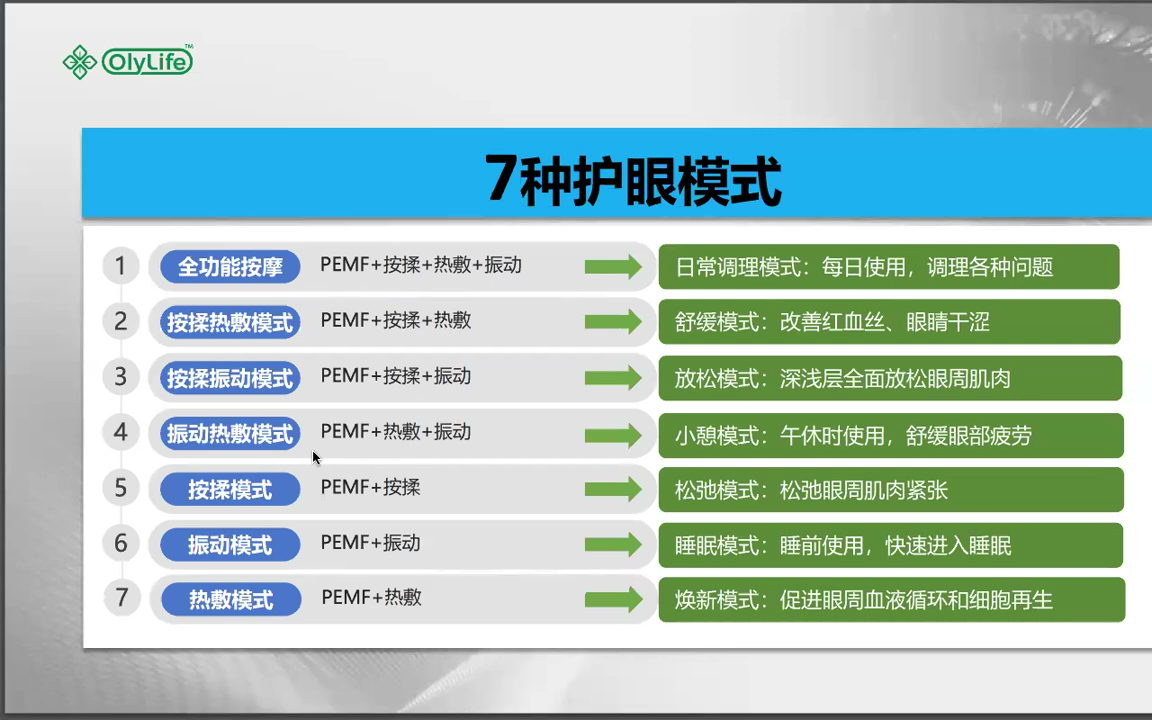 OlyLife™
7种护眼模式
1 全功能按摩 PEMF+按揉+热敷+振动 日常调理模式：每日使用，调理各种问题
2 按揉热敷模式 PEMF+按揉+热敷 舒缓模式：改善红血丝、眼睛干涩
3 按揉振动模式 PEMF+按揉+振动 放松模式：深浅层全面放松眼周肌肉
4 振动热敷模式 PEMF+热敷+振动 小憩模式：午休时使用，舒缓眼部疲劳
5 按揉模式 PEMF+按揉 松弛模式：松弛眼周肌肉紧张
6 振动模式 PEMF+振动 睡眠模式：睡前使用，快速进入睡眠
7 热敷模式 PEMF+热敷 焕新模式：促进眼周血液循环和细胞再生